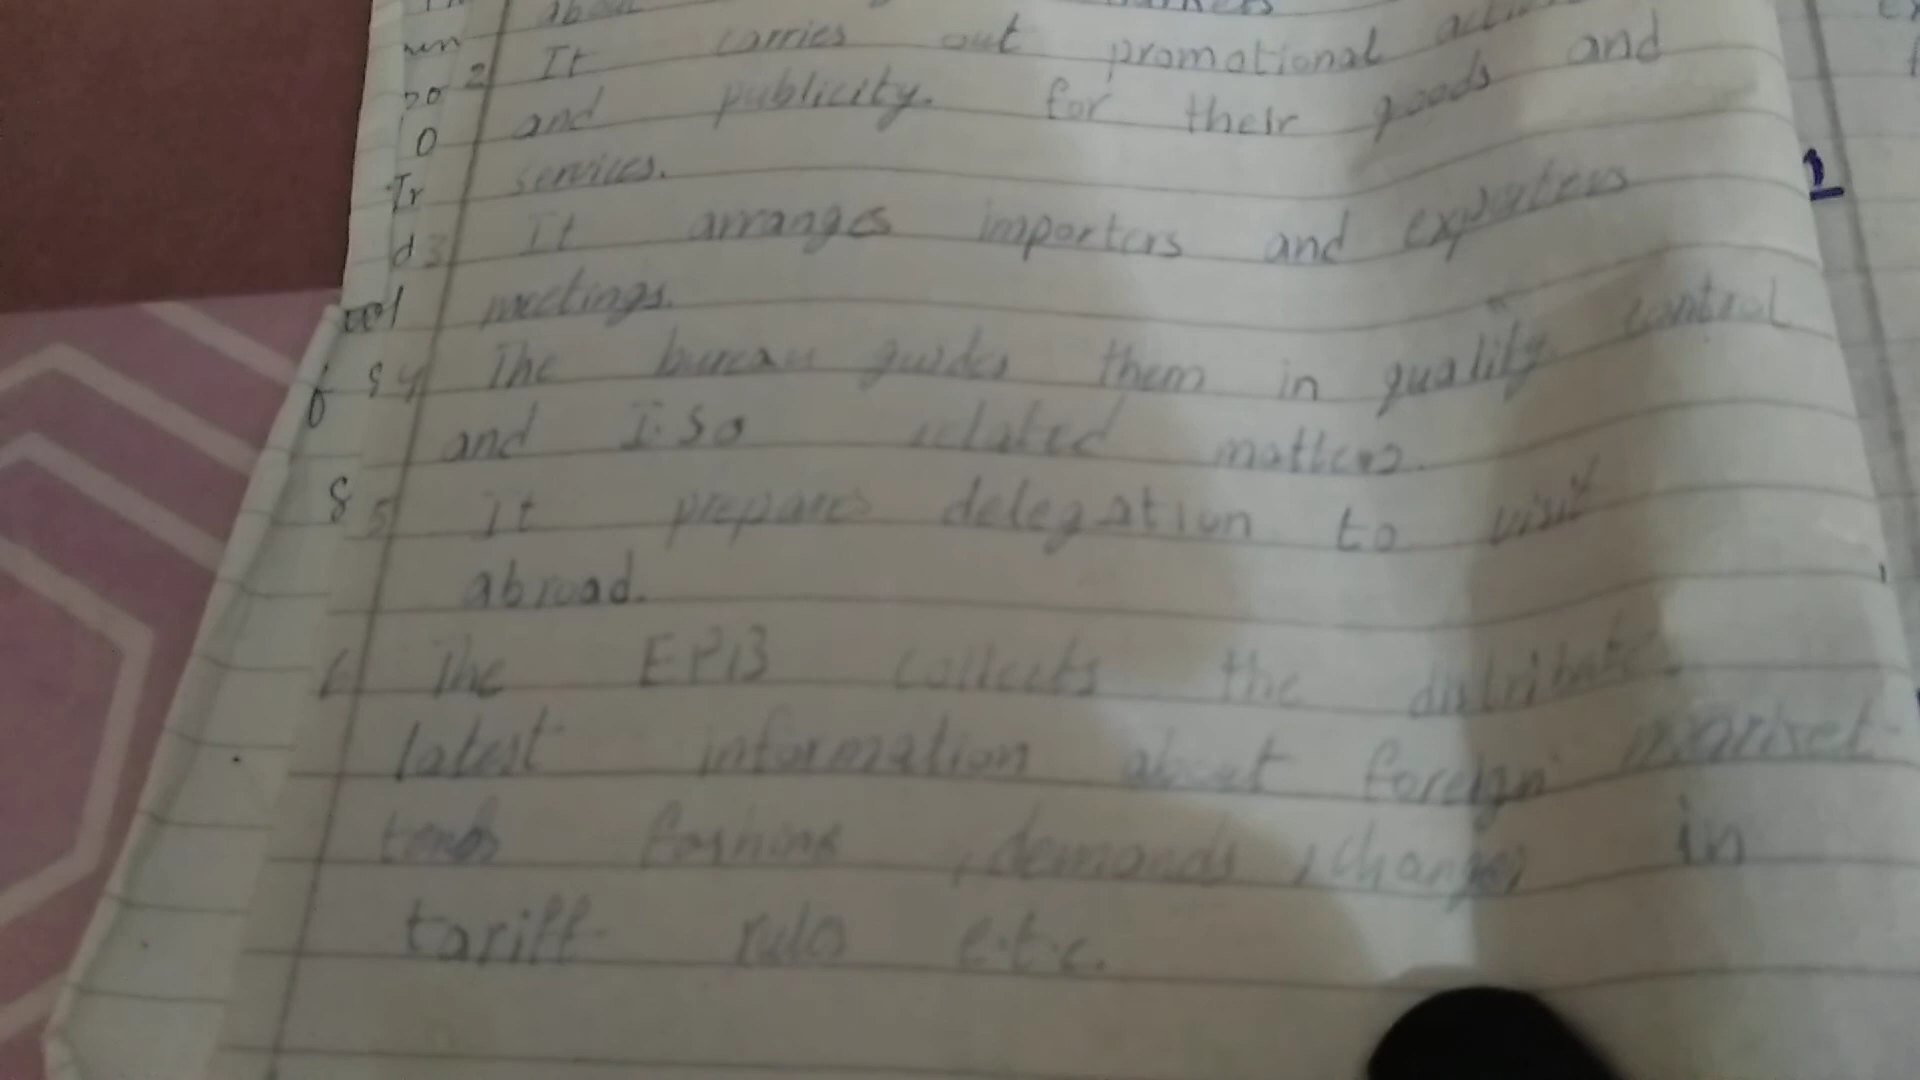 2 It carries out promotional
and publicity. for their goods and
services.
3 It arranges importers and exporters
meetings.
4 The bureau guides them in quality control
and I.So related matters.
5 it prepares delegation to visit
abroad.
6 The EPB collects the distribute
latest information about foreign market
fashions, demands, changes in
tariff rules e.t.c.